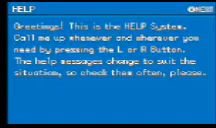 HELP
Greetings! This is the HELP System.
Call me up whenever and wherever you
need by pressing the L or R Button.
The help messages change to suit the
situation, so check them often, please.